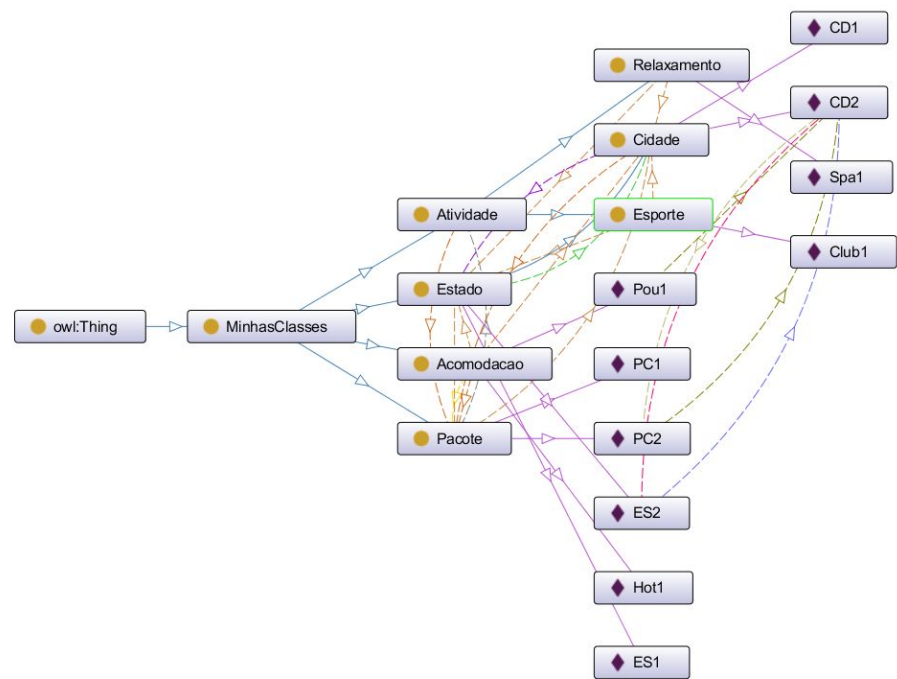 CD1
Relaxamento
CD2
Cidade
Spa1
Atividade
Esporte
Club1
Estado
Pou1
owl:Thing
MinhasClasses
Acomodacao
PC1
Pacote
PC2
ES2
Hot1
ES1